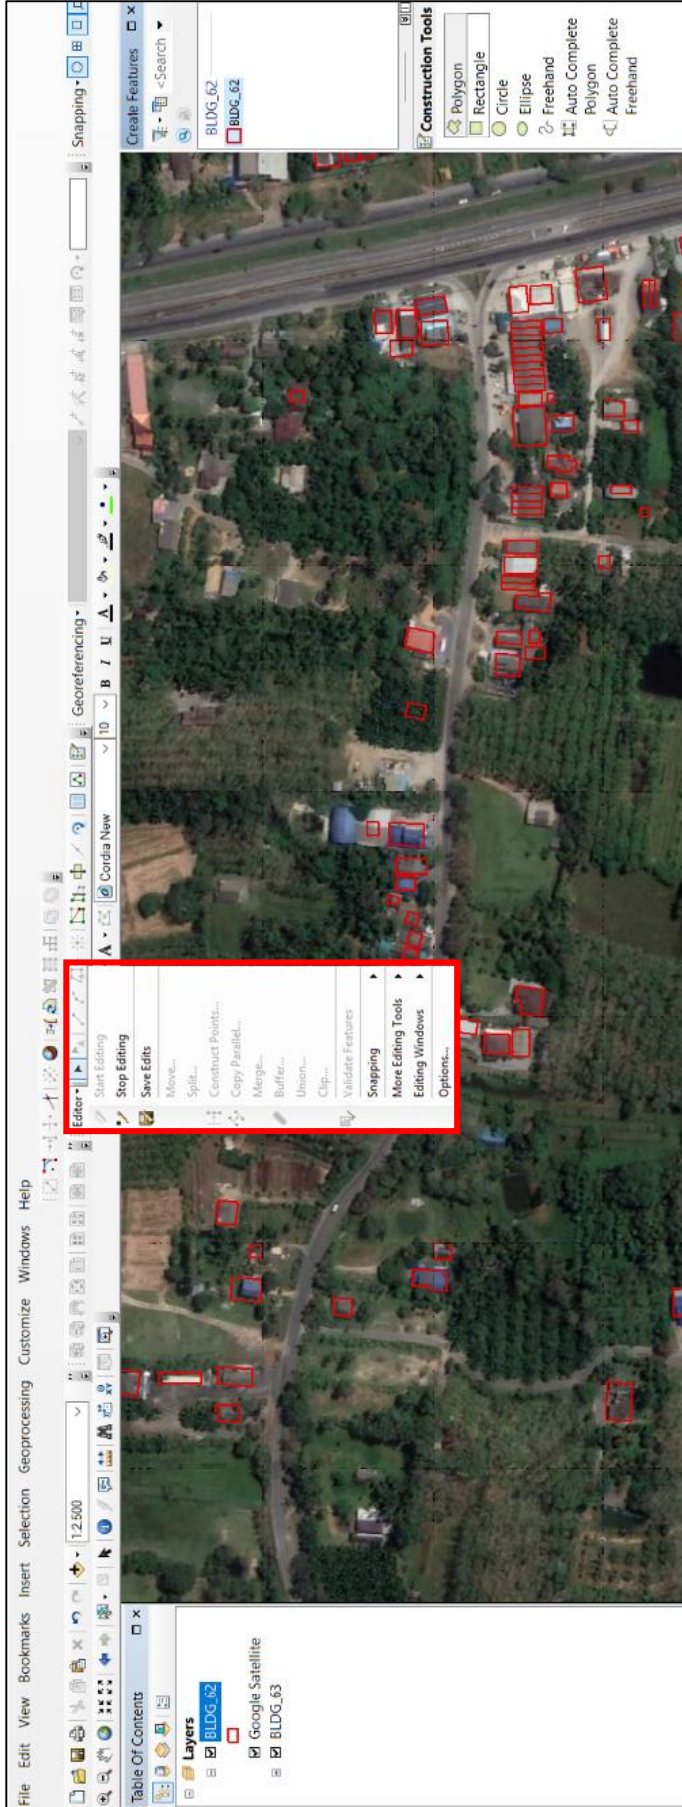 File Edit View Bookmarks Insert Selection Geoprocessing Customize Windows Help
1:2,500
Editor
Georeferencing
Snapping
Cordia New
10
B I U A
Table Of Contents
Layers
BLDG_62
Google Satellite
BLDG_63
Start Editing
Stop Editing
Save Edits
Move...
Split...
Construct Points...
Copy Parallel...
Merge...
Buffer...
Union...
Clip...
Validate Features
Snapping
More Editing Tools
Editing Windows
Options...
Create Features
<Search
BLDG_62
BLDG_62
Construction Tools
Polygon
Rectangle
Circle
Ellipse
Freehand
Auto Complete
Polygon
Auto Complete
Freehand